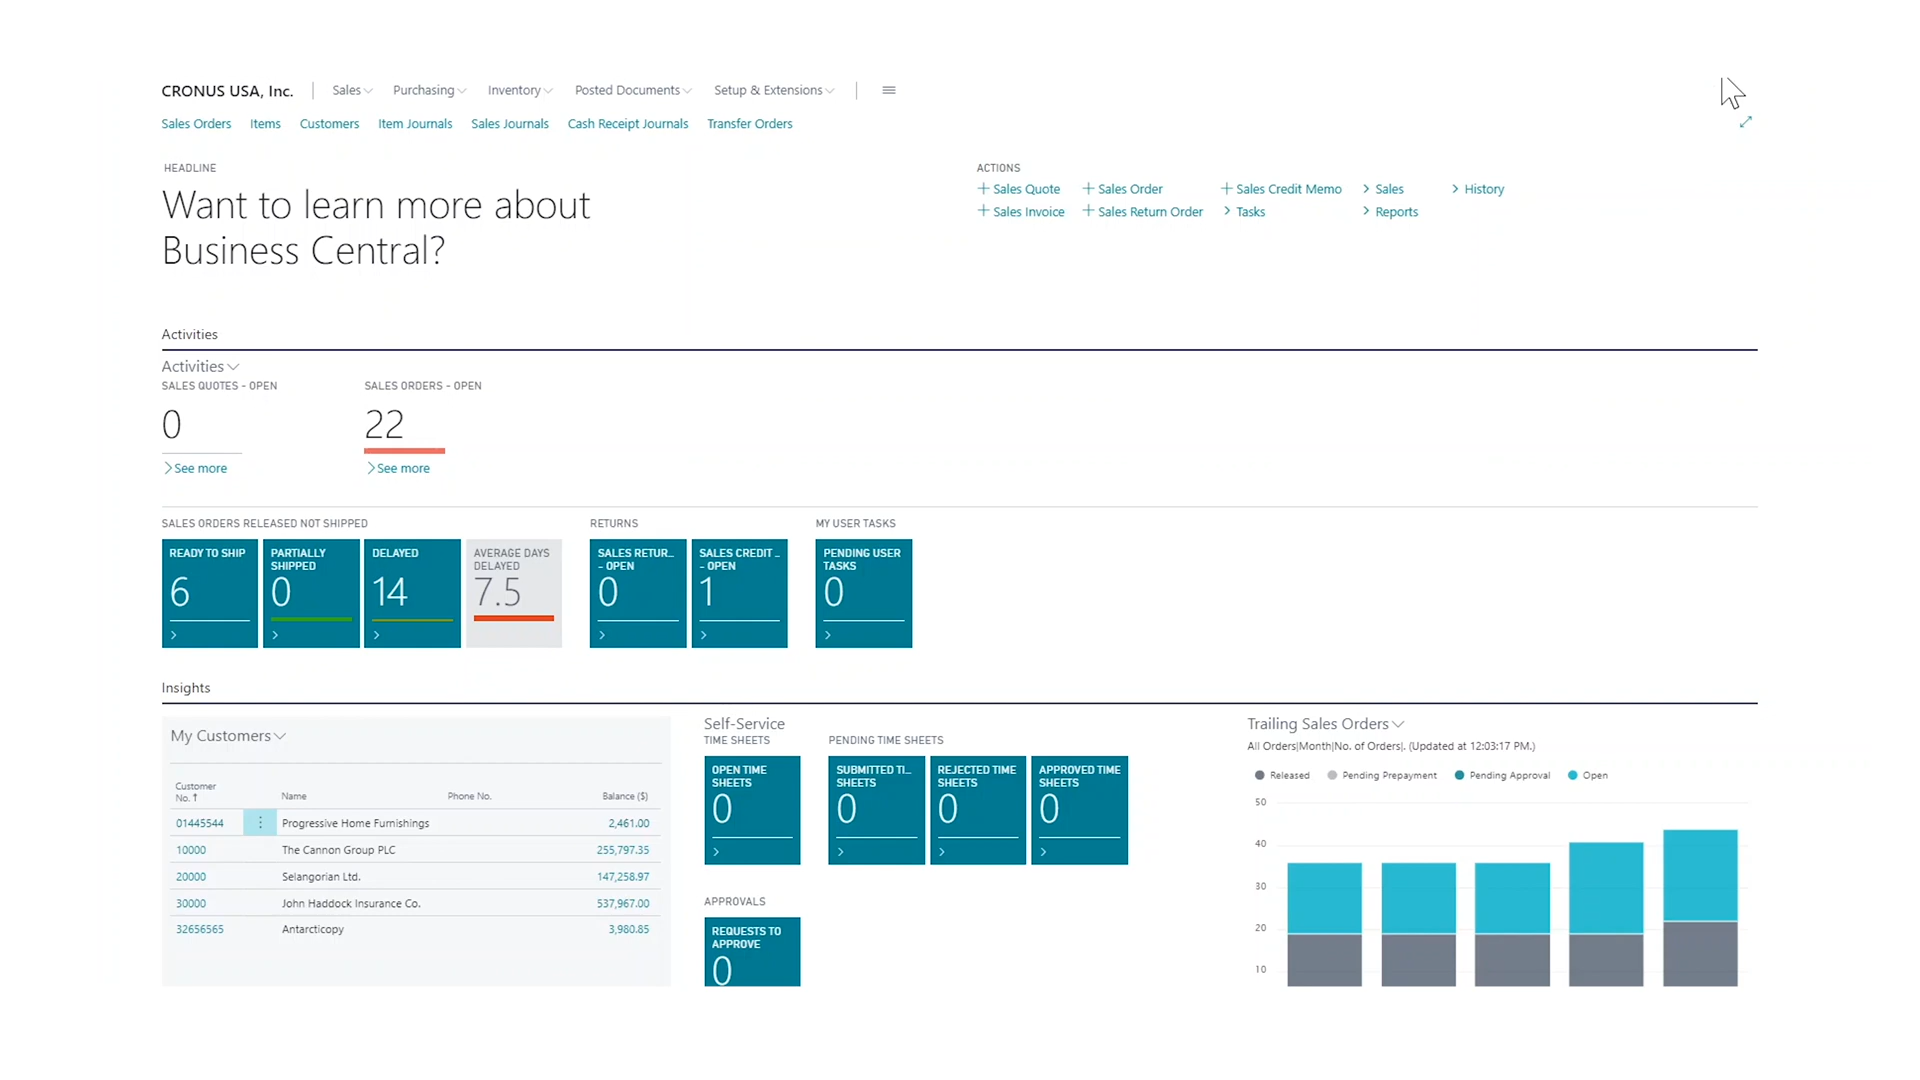 CRONUS USA, Inc. Sales Purchasing Inventory Posted Documents Setup & Extensions
Sales Orders Items Customers Item Journals Sales Journals Cash Receipt Journals Transfer Orders
HEADLINE
Want to learn more about
Business Central?
ACTIONS
+ Sales Quote + Sales Order + Sales Credit Memo > Sales > History
+ Sales Invoice + Sales Return Order > Tasks > Reports
Activities
Activities
SALES QUOTES - OPEN SALES ORDERS - OPEN
0 22
>See more >See more
SALES ORDERS RELEASED NOT SHIPPED RETURNS MY USER TASKS
READY TO SHIP
6
PARTIALLY
SHIPPED
0
DELAYED
14
AVERAGE DAYS
DELAYED
7.5
SALES RETUR...
- OPEN
0
SALES CREDIT ...
- OPEN
1
PENDING USER
TASKS
0
Insights
My Customers
Customer
No. ↑ Name Phone No. Balance ($)
01445544 Progressive Home Furnishings 2,461.00
10000 The Cannon Group PLC 255,797.35
20000 Selangorian Ltd. 147,258.97
30000 John Haddock Insurance Co. 537,967.00
32656565 Antarcticopy 3,980.85
Self-Service
TIME SHEETS PENDING TIME SHEETS
OPEN TIME
SHEETS
0
SUBMITTED TI...
SHEETS
0
REJECTED TIME
SHEETS
0
APPROVED TIME
SHEETS
0
APPROVALS
REQUESTS TO
APPROVE
0
Trailing Sales Orders
All Orders|Month|No. of Orders|. (Updated at 12:03:17 PM.)
Released Pending Prepayment Pending Approval Open
50
40
30
20
10